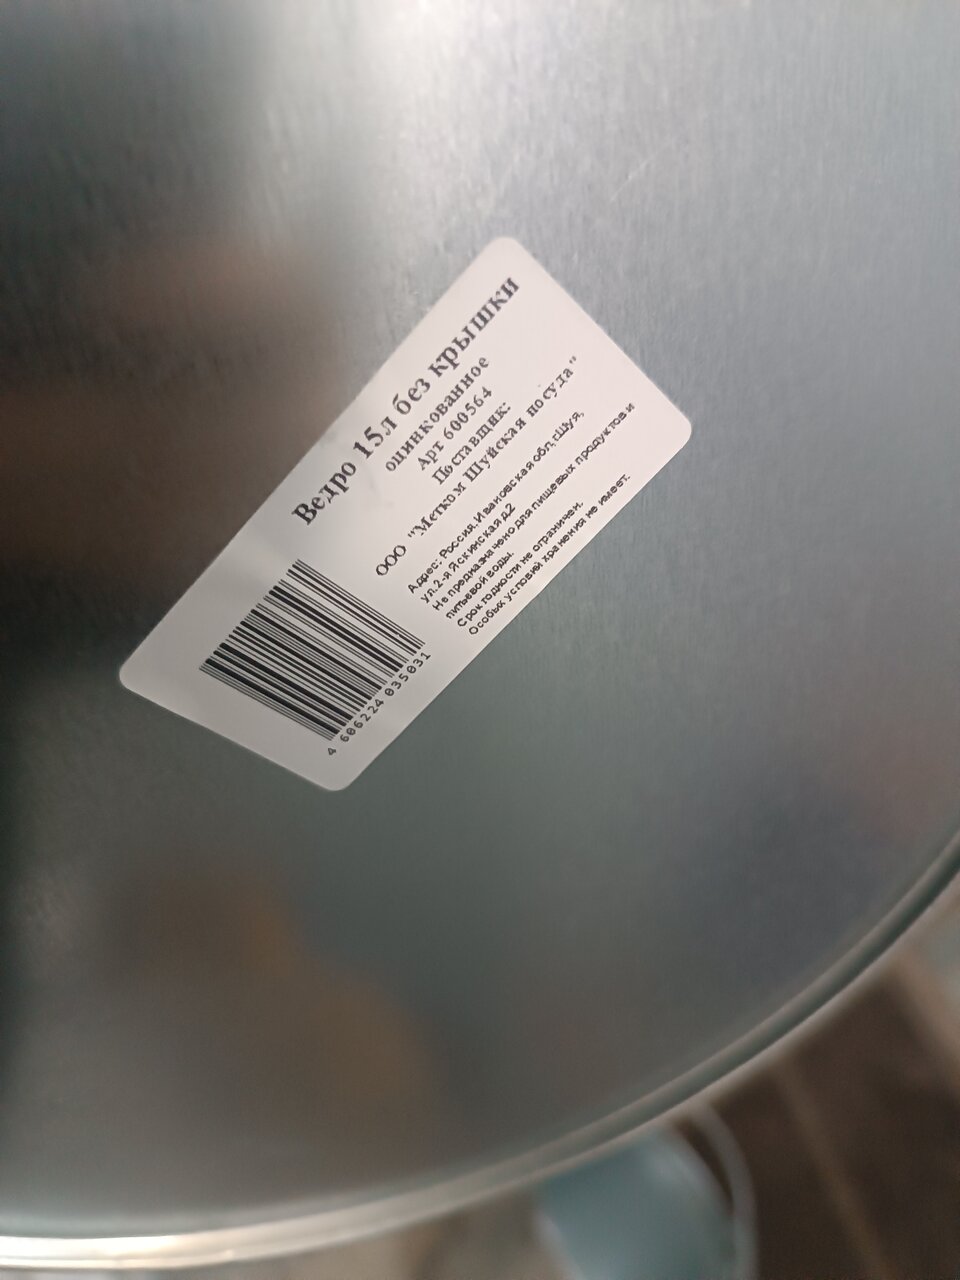 Ведро 15л без крышки
оцинкованное
Арт 600564
Поставщик:
ООО "Метком Шуйская посуда"
Адрес: Россия, Ивановская обл, г.Шуя,
ул.2-я Ясинская д.2
Не предназначено для пищевых продуктов и
питьевой воды.
Срок годности не ограничен.
Особых условий хранения не имеет.
4 606224 035031